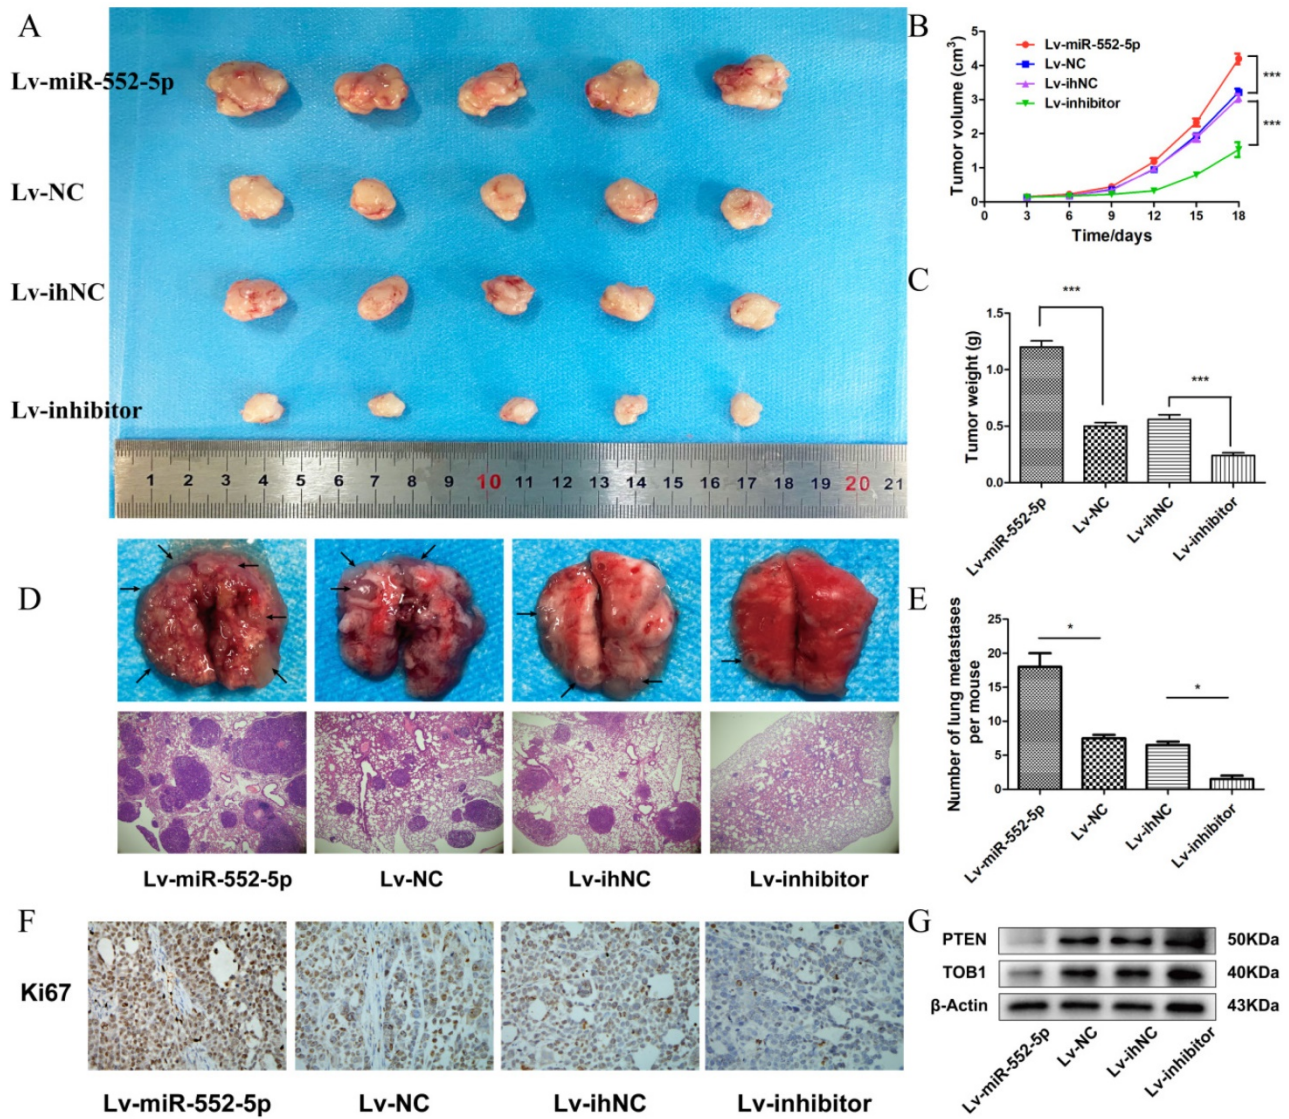 A
Lv-miR-552-5p
Lv-NC
Lv-ihNC
Lv-inhibitor
1 2 3 4 5 6 7 8 9 10 11 12 13 14 15 16 17 18 19 20 21
B
Tumor volume (cm³)
5
4
3
2
1
0
0 3 6 9 12 15 18
Time/days
Lv-miR-552-5p
Lv-NC
Lv-ihNC
Lv-inhibitor
***
***
C
Tumor weight (g)
1.5
1.0
0.5
0.0
***
***
Lv-miR-552-5p
Lv-NC
Lv-ihNC
Lv-inhibitor
D
Lv-miR-552-5p
Lv-NC
Lv-ihNC
Lv-inhibitor
E
Number of lung metastases
per mouse
25
20
15
10
5
0
*
*
Lv-miR-552-5p
Lv-NC
Lv-ihNC
Lv-inhibitor
F
Ki67
Lv-miR-552-5p
Lv-NC
Lv-ihNC
Lv-inhibitor
G
PTEN 50KDa
TOB1 40KDa
β-Actin 43KDa
Lv-miR-552-5p
Lv-NC
Lv-ihNC
Lv-inhibitor